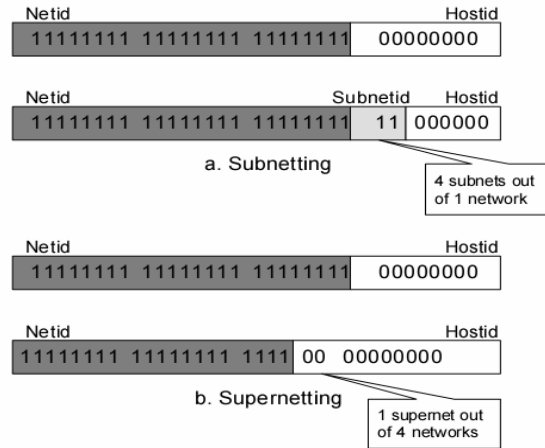 Netid Hostid
11111111 11111111 11111111 00000000
Netid Subnetid Hostid
11111111 11111111 11111111 11 000000
a. Subnetting
4 subnets out
of 1 network
Netid Hostid
11111111 11111111 11111111 00000000
Netid Hostid
11111111 11111111 1111 00 00000000
b. Supernetting
1 supernet out
of 4 networks